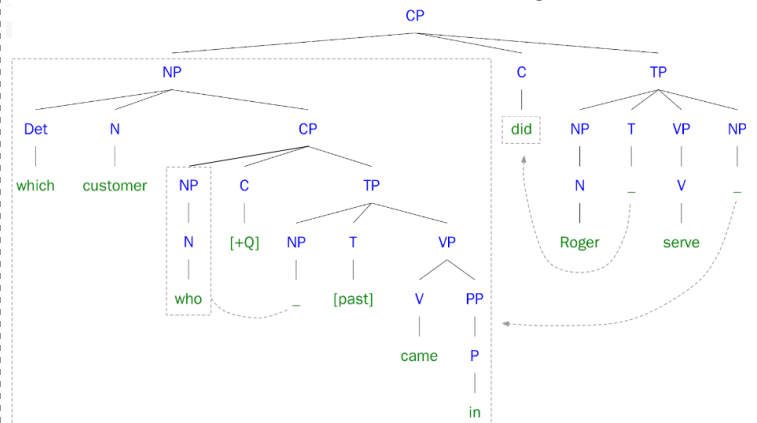 CP
NP C TP
Det N CP did NP T VP NP
which customer NP C TP N _ V _
N [+Q] NP T VP Roger serve
who _ [past] V PP
came P
in